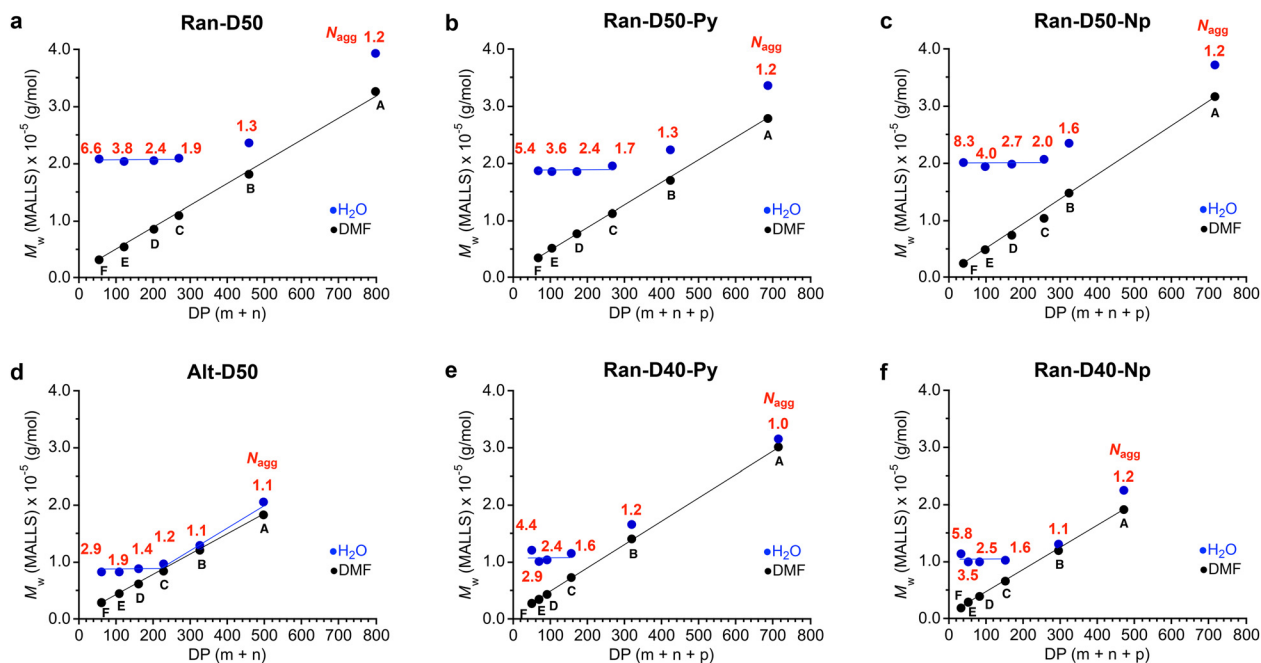 a
Ran-D50
Nagg
1.2
6.6 3.8 2.4 1.9
1.3
A
B
C
D
E
F
H2O
DMF
4.0
3.0
2.0
1.0
0.0
0 100 200 300 400 500 600 700 800
Mw (MALLS) x 10−5 (g/mol)
DP (m + n)
b
Ran-D50-Py
Nagg
1.2
5.4 3.6 2.4 1.7
1.3
A
B
C
D
E
F
H2O
DMF
4.0
3.0
2.0
1.0
0.0
0 100 200 300 400 500 600 700 800
Mw (MALLS) x 10−5 (g/mol)
DP (m + n + p)
c
Ran-D50-Np
Nagg
1.2
8.3 4.0 2.7 2.0
1.6
A
B
C
D
E
F
H2O
DMF
4.0
3.0
2.0
1.0
0.0
0 100 200 300 400 500 600 700 800
Mw (MALLS) x 10−5 (g/mol)
DP (m + n + p)
d
Alt-D50
Nagg
1.1
2.9 1.9 1.4 1.2 1.1
A
B
C
D
E
F
H2O
DMF
4.0
3.0
2.0
1.0
0.0
0 100 200 300 400 500 600 700 800
Mw (MALLS) x 10−5 (g/mol)
DP (m + n)
e
Ran-D40-Py
Nagg
1.0
4.4 2.9 2.4 1.6
1.2
A
B
C
D
E
F
H2O
DMF
4.0
3.0
2.0
1.0
0.0
0 100 200 300 400 500 600 700 800
Mw (MALLS) x 10−5 (g/mol)
DP (m + n + p)
f
Ran-D40-Np
Nagg
1.2
5.8 3.5 2.5 1.6
1.1
A
B
C
D
E
F
H2O
DMF
4.0
3.0
2.0
1.0
0.0
0 100 200 300 400 500 600 700 800
Mw (MALLS) x 10−5 (g/mol)
DP (m + n + p)